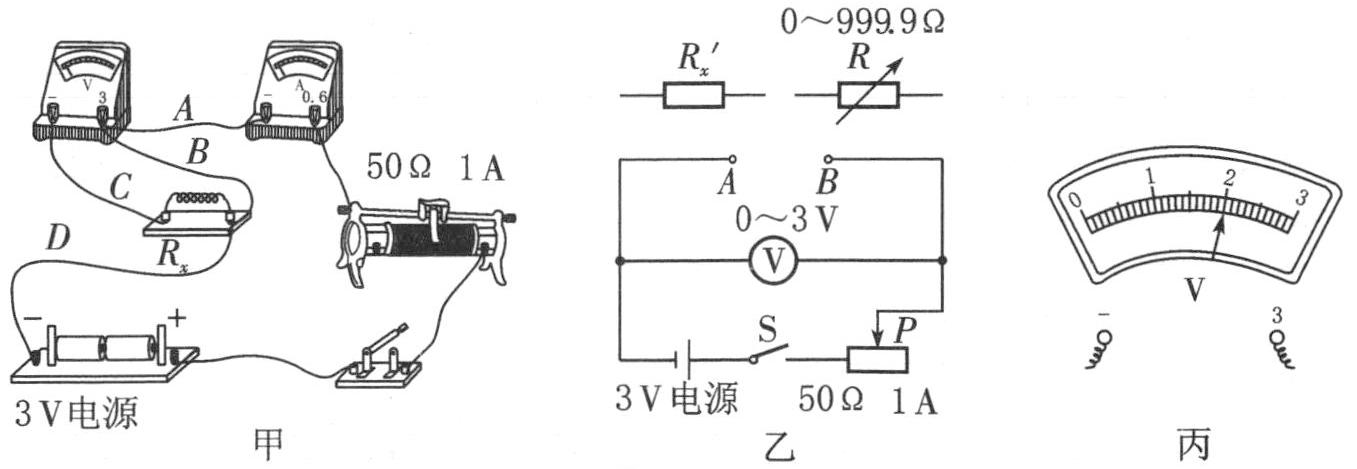 V
- 3
A
- 0.6
A
B
C
D
R_x
50Ω 1A
- +
3V电源
甲
0～999.9Ω
R_x′ R
A B
0～3V
V
S P
3V电源 50Ω 1A
乙
0 1 2 3
V
- 3
丙